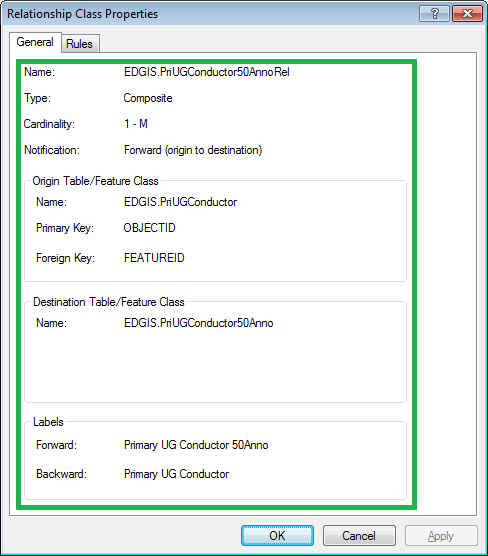 Relationship Class Properties
General Rules
Name: EDGIS.PriUGConductor50AnnoRel
Type: Composite
Cardinality: 1 - M
Notification: Forward (origin to destination)
Origin Table/Feature Class
Name: EDGIS.PriUGConductor
Primary Key: OBJECTID
Foreign Key: FEATUREID
Destination Table/Feature Class
Name: EDGIS.PriUGConductor50Anno
Labels
Forward: Primary UG Conductor 50Anno
Backward: Primary UG Conductor
OK Cancel Apply